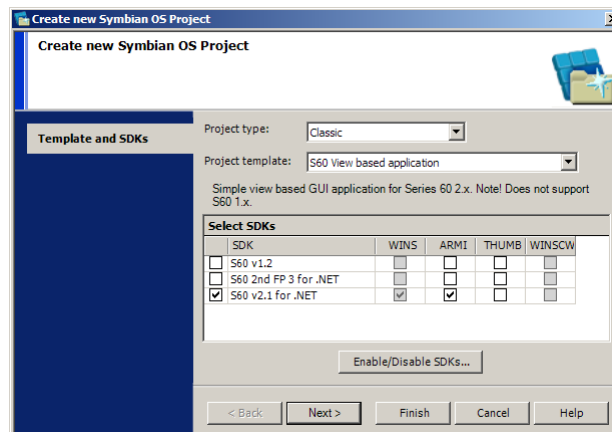 Create new Symbian OS Project
Create new Symbian OS Project
Template and SDKs
Project type: Classic
Project template: S60 View based application
Simple view based GUI application for Series 60 2.x. Note! Does not support
S60 1.x.
Select SDKs
SDK WINS ARMI THUMB WINSCW
S60 v1.2
S60 2nd FP 3 for .NET
S60 v2.1 for .NET
Enable/Disable SDKs...
< Back Next > Finish Cancel Help